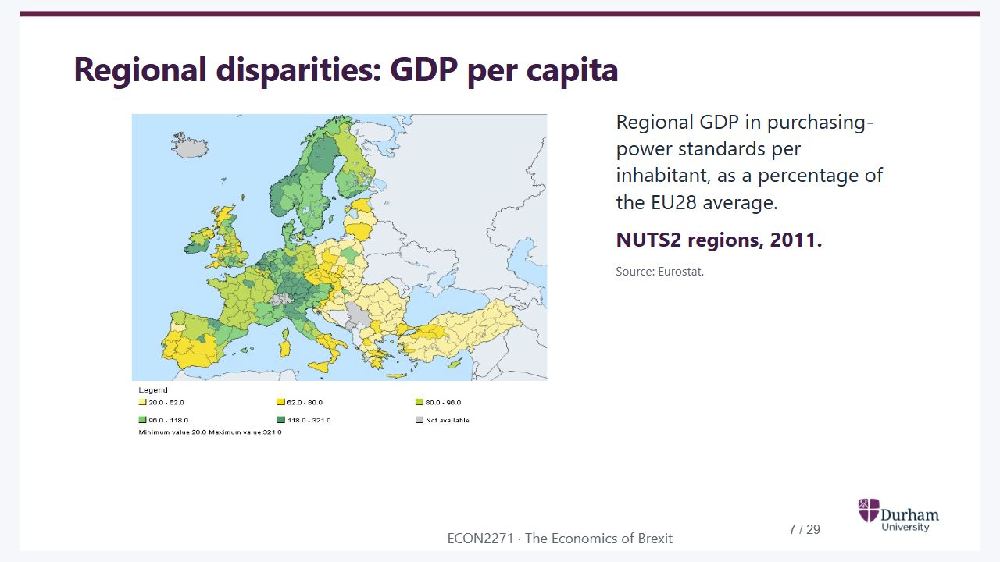 Regional disparities: GDP per capita
Regional GDP in purchasing-
power standards per
inhabitant, as a percentage of
the EU28 average.
NUTS2 regions, 2011.
Source: Eurostat.
Legend
20.0 - 62.0
62.0 - 80.0
80.0 - 96.0
96.0 - 118.0
118.0 - 321.0
Not available
Minimum value:20.0 Maximum value:321.0
Durham
University
7 / 29
ECON2271 · The Economics of Brexit